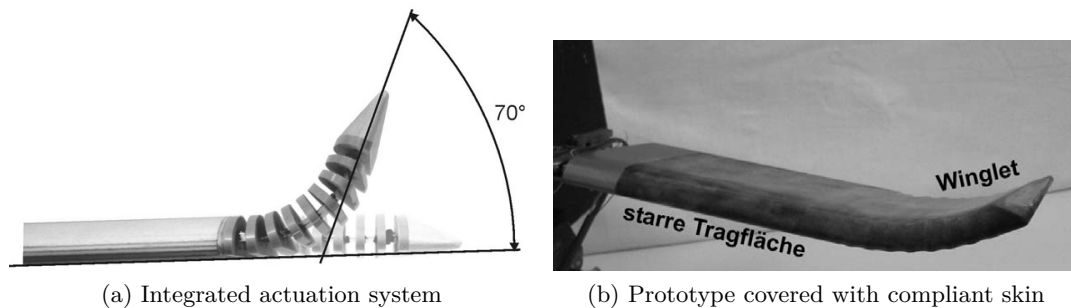 70°
Winglet
starre Tragfläche
(a) Integrated actuation system
(b) Prototype covered with compliant skin